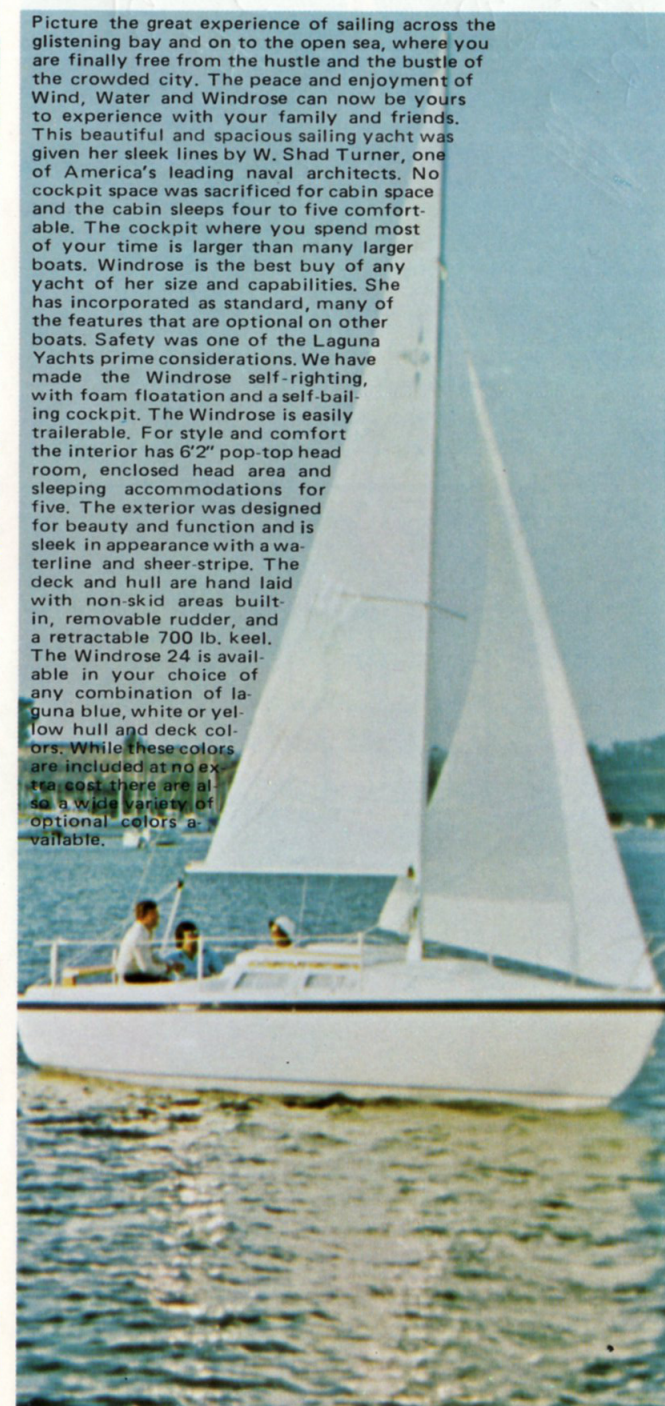 Picture the great experience of sailing across the
glistening bay and on to the open sea, where you
are finally free from the hustle and the bustle of
the crowded city. The peace and enjoyment of
Wind, Water and Windrose can now be yours
to experience with your family and friends.
This beautiful and spacious sailing yacht was
given her sleek lines by W. Shad Turner, one
of America's leading naval architects. No
cockpit space was sacrificed for cabin space
and the cabin sleeps four to five comfort-
able. The cockpit where you spend most
of your time is larger than many larger
boats. Windrose is the best buy of any
yacht of her size and capabilities. She
has incorporated as standard, many of
the features that are optional on other
boats. Safety was one of the Laguna
Yachts prime considerations. We have
made the Windrose self-righting,
with foam floatation and a self-bail-
ing cockpit. The Windrose is easily
trailerable. For style and comfort
the interior has 6'2" pop-top head
room, enclosed head area and
sleeping accommodations for
five. The exterior was designed
for beauty and function and is
sleek in appearance with a wa-
terline and sheer-stripe. The
deck and hull are hand laid
with non-skid areas built-
in, removable rudder, and
a retractable 700 lb. keel.
The Windrose 24 is avail-
able in your choice of
any combination of la-
guna blue, white or yel-
low hull and deck col-
ors. While these colors
are included at no ex-
tra cost there are al-
so a wide variety of
optional colors a-
vailable.